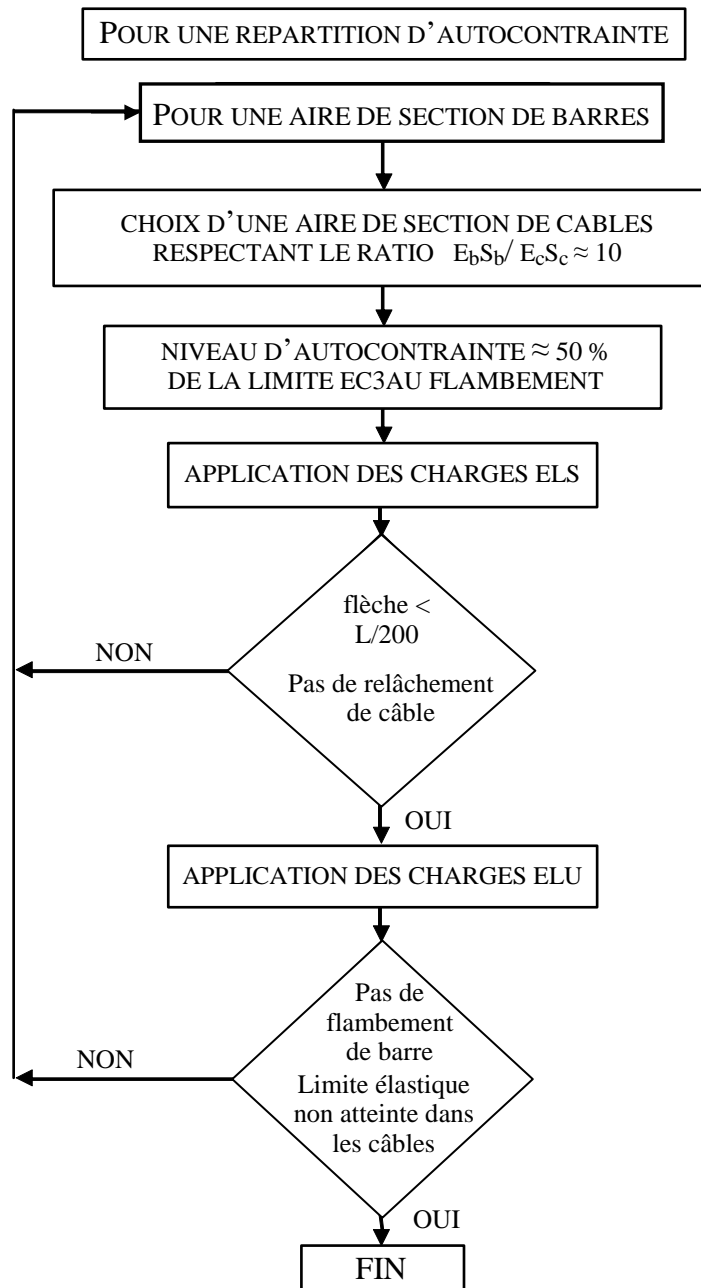 POUR UNE REPARTITION D'AUTOCONTRAINTE
POUR UNE AIRE DE SECTION DE BARRES
CHOIX D'UNE AIRE DE SECTION DE CABLES
RESPECTANT LE RATIO EbSb/ EcSc ≈ 10
NIVEAU D'AUTOCONTRAINTE ≈ 50 %
DE LA LIMITE EC3AU FLAMBEMENT
APPLICATION DES CHARGES ELS
flèche <
L/200
NON
Pas de relâchement
de câble
OUI
APPLICATION DES CHARGES ELU
Pas de
flambement
de barre
NON
Limite élastique
non atteinte dans
les câbles
OUI
FIN